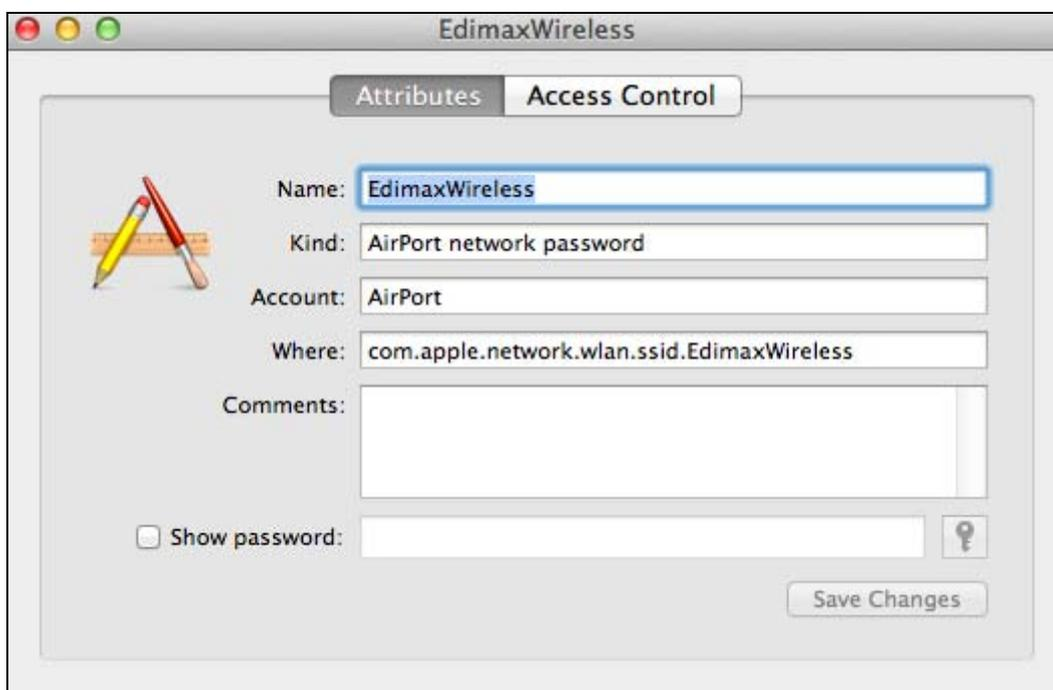 EdimaxWireless
Attributes Access Control
Name: EdimaxWireless
Kind: AirPort network password
Account: AirPort
Where: com.apple.network.wlan.ssid.EdimaxWireless
Comments:
Show password:
Save Changes